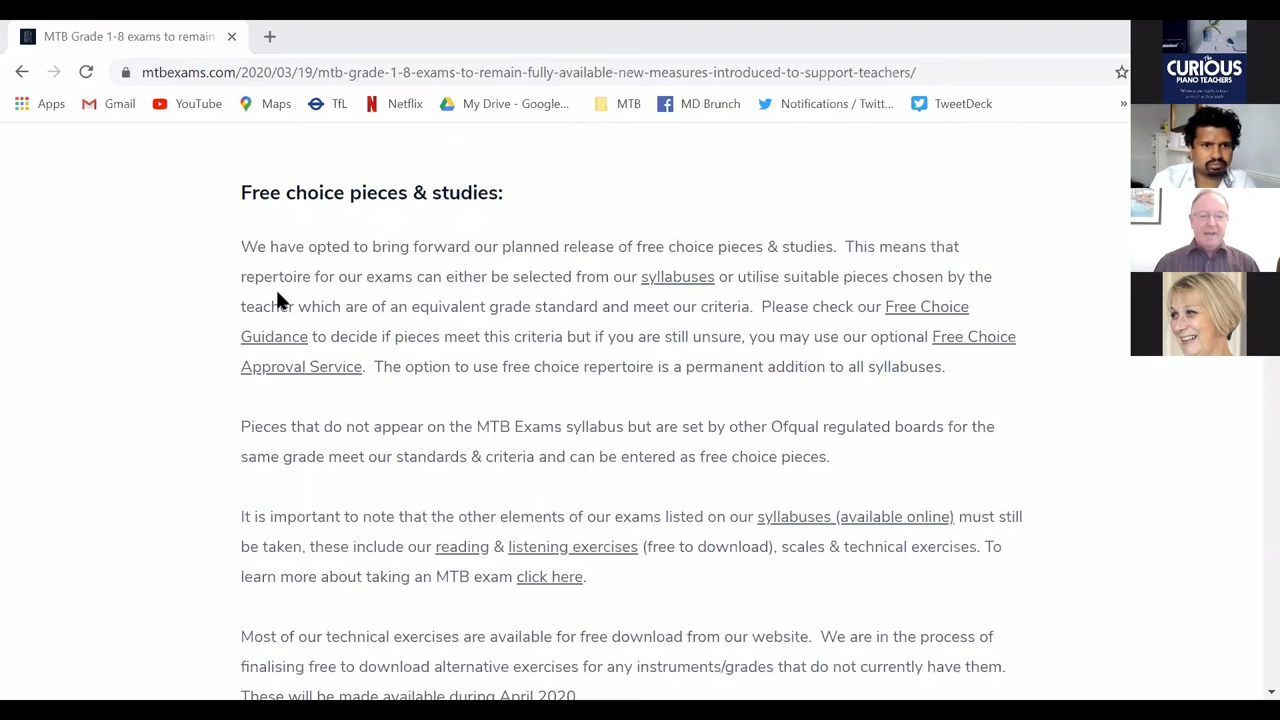 MTB Grade 1-8 exams to remain
mtbexams.com/2020/03/19/mtb-grade-1-8-exams-to-remain-fully-available-new-measures-introduced-to-support-teachers/
Apps Gmail YouTube Maps TfL Netflix My Drive - Google... MTB MD Brunch Notifications / Twitt... TweetDeck »
The
CURIOUS
PIANO TEACHERS
Free choice pieces & studies:
We have opted to bring forward our planned release of free choice pieces & studies. This means that
repertoire for our exams can either be selected from our syllabuses or utilise suitable pieces chosen by the
teacher which are of an equivalent grade standard and meet our criteria. Please check our Free Choice
Guidance to decide if pieces meet this criteria but if you are still unsure, you may use our optional Free Choice
Approval Service. The option to use free choice repertoire is a permanent addition to all syllabuses.
Pieces that do not appear on the MTB Exams syllabus but are set by other Ofqual regulated boards for the
same grade meet our standards & criteria and can be entered as free choice pieces.
It is important to note that the other elements of our exams listed on our syllabuses (available online) must still
be taken, these include our reading & listening exercises (free to download), scales & technical exercises. To
learn more about taking an MTB exam click here.
Most of our technical exercises are available for free download from our website. We are in the process of
finalising free to download alternative exercises for any instruments/grades that do not currently have them.
These will be made available during April 2020.